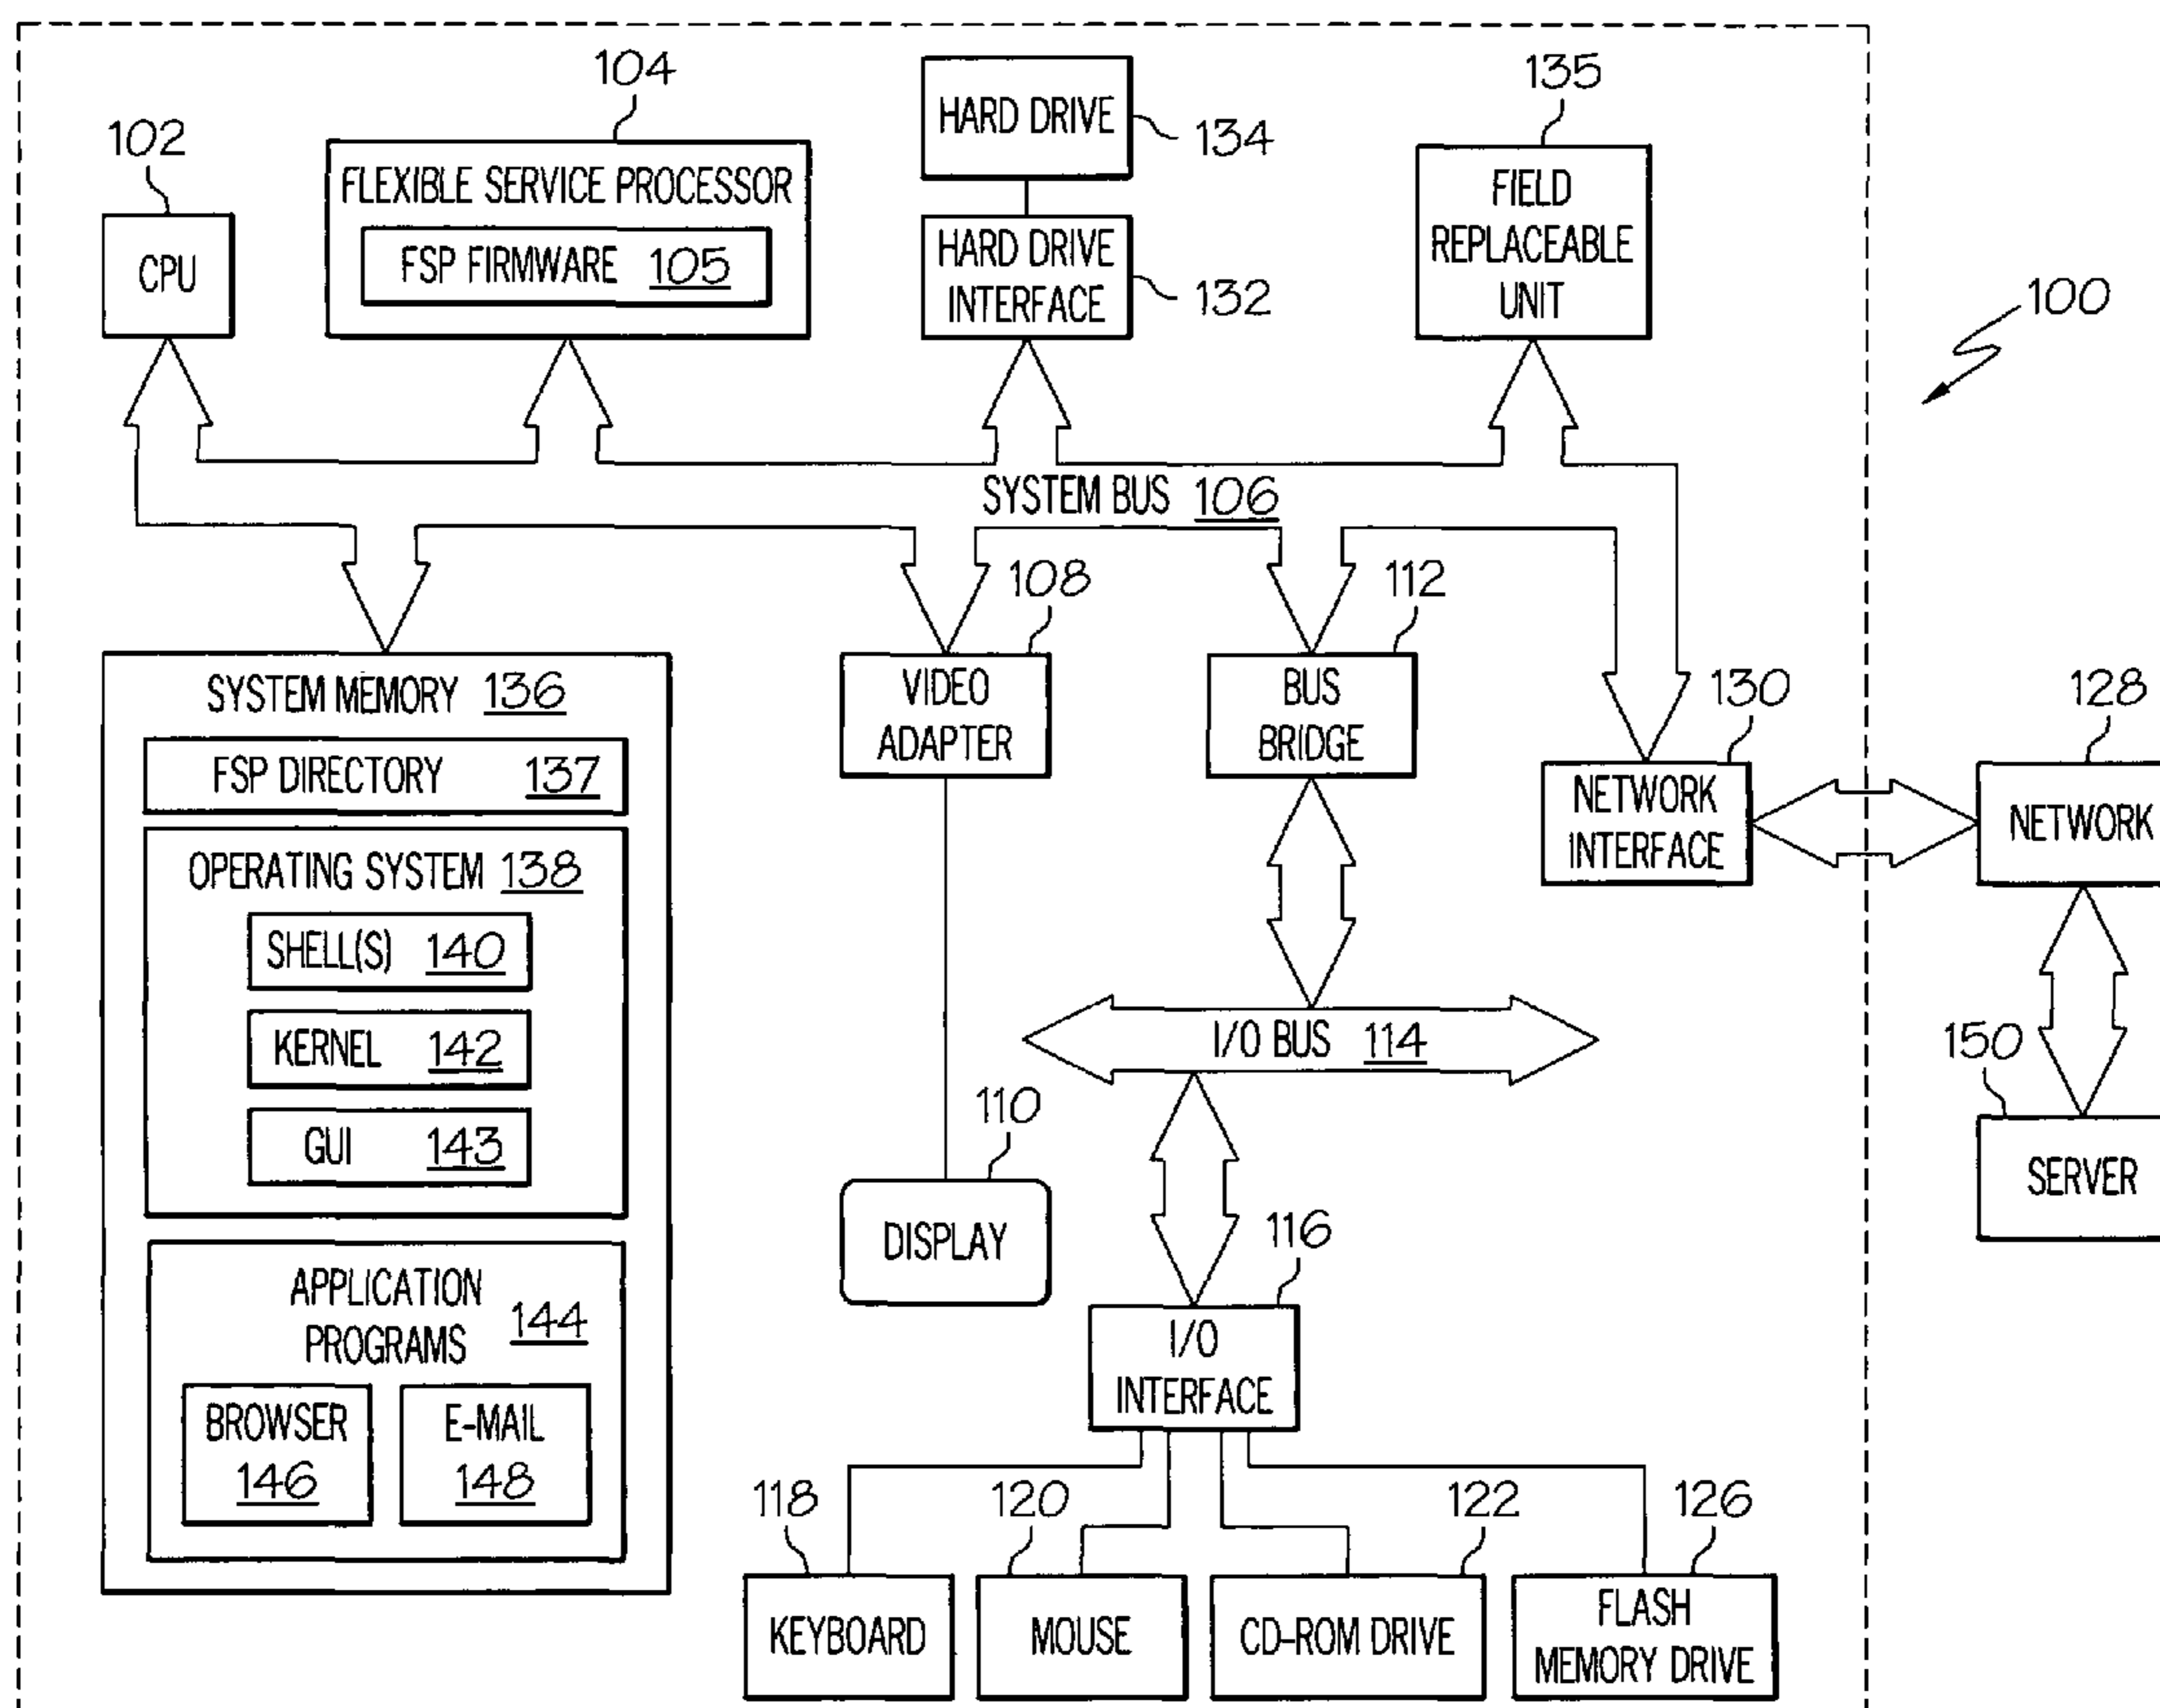 104
135
HARD DRIVE
134
102
FLEXIBLE SERVICE PROCESSOR
FSP FIRMWARE 105
CPU
HARD DRIVE
INTERFACE
132
FIELD
REPLACEABLE
UNIT
100
SYSTEM BUS 106
108
112
SYSTEM MEMORY 136
FSP DIRECTORY 137
OPERATING SYSTEM 138
SHELL(S) 140
KERNEL 142
GUI 143
APPLICATION
PROGRAMS
144
BROWSER
146
E-MAIL
148
VIDEO
ADAPTER
BUS
BRIDGE
130
NETWORK
INTERFACE
128
NETWORK
I/O BUS 114
150
SERVER
110
DISPLAY
116
I/O
INTERFACE
118
120
122
126
KEYBOARD
MOUSE
CD-ROM DRIVE
FLASH
MEMORY DRIVE